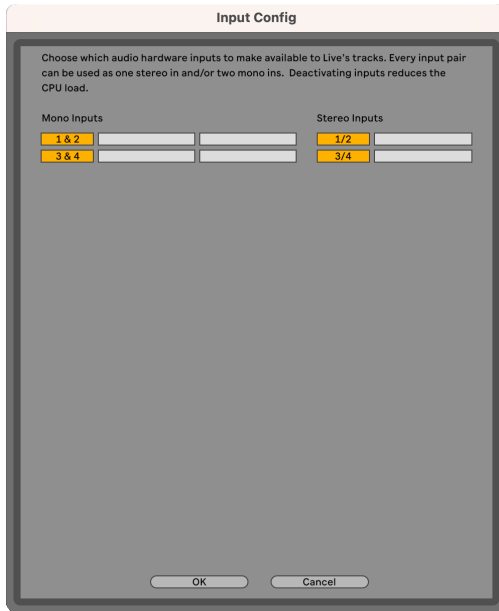 Input Config
Choose which audio hardware inputs to make available to Live's tracks. Every input pair
can be used as one stereo in and/or two mono ins. Deactivating inputs reduces the
CPU load.
Mono Inputs
Stereo Inputs
1 & 2
1/2
3 & 4
3/4
OK
Cancel